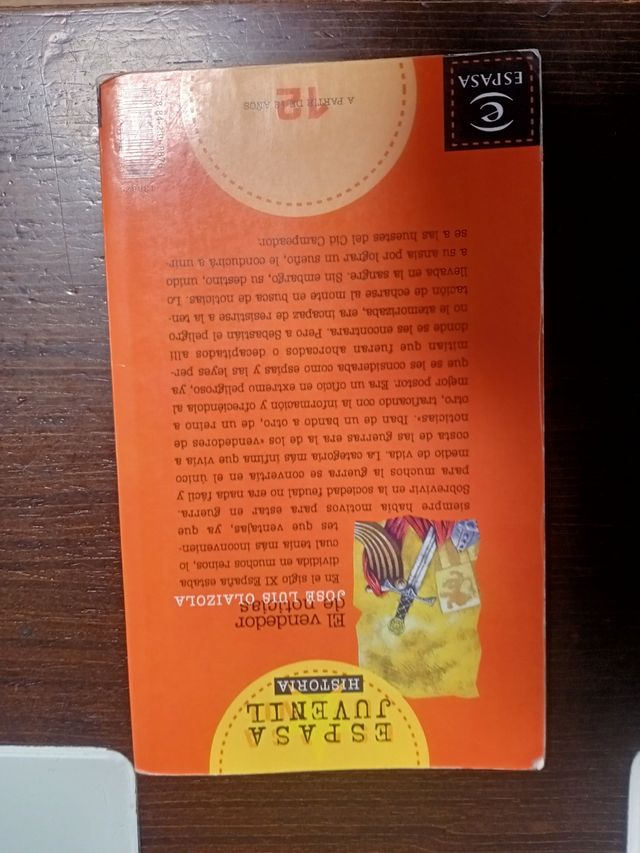 ESPASA
JUVENIL
HISTORIA
El vendedor
de noticias
JOSÉ LUIS OLAIZOLA
En el siglo XI España estaba
dividida en muchos reinos, lo
cual tenía más inconvenien-
tes que ventajas, ya que
siempre había motivos para estar en guerra.
Sobrevivir en la sociedad feudal no era nada fácil y
para muchos la guerra se convertía en el único
medio de vida. La categoría más ínfima que vivía a
costa de las guerras era la de los «vendedores de
noticias». Iban de un bando a otro, de un reino a
otro, traficando con la información y ofreciéndola al
mejor postor. Era un oficio en extremo peligroso, ya
que se les consideraba como espías y las leyes per-
mitían que fueran ahorcados o decapitados allí
donde se les encontrara. Pero a Sebastián el peligro
no le atemorizaba, era incapaz de resistirse a la ten-
tación de echarse al monte en busca de noticias. Lo
llevaba en la sangre. Sin embargo, su destino, unido
a su ansia por lograr un sueño, le conducirá a unir-
se a las huestes del Cid Campeador.
A PARTIR DE 12 AÑOS
12
ESPASA